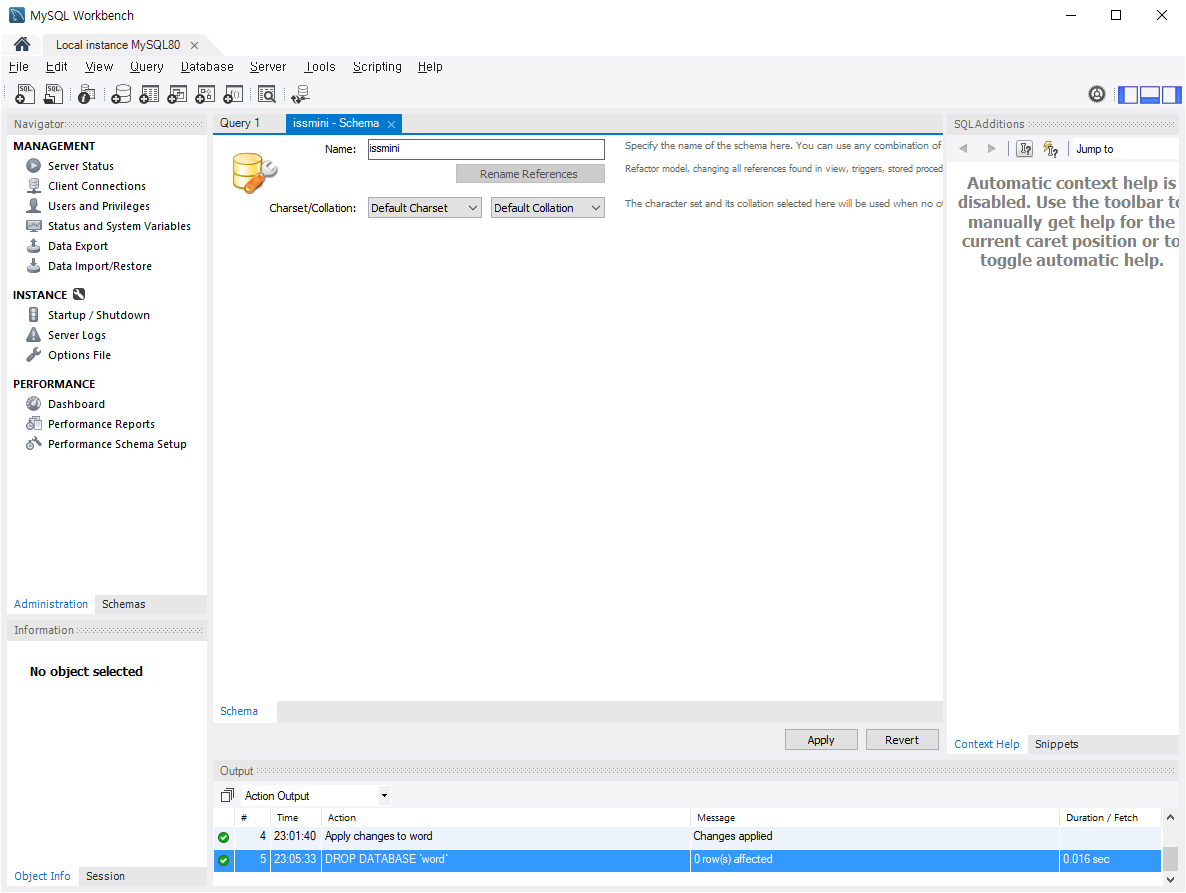 MySQL Workbench
Local instance MySQL80
File Edit View Query Database Server Tools Scripting Help
Navigator
MANAGEMENT
Server Status
Client Connections
Users and Privileges
Status and System Variables
Data Export
Data Import/Restore
INSTANCE
Startup / Shutdown
Server Logs
Options File
PERFORMANCE
Dashboard
Performance Reports
Performance Schema Setup
Administration Schemas
Information
No object selected
Object Info Session
Query 1 issmini - Schema
Name: issmini
Specify the name of the schema here. You can use any combination of
Rename References
Refactor model, changing all references found in view, triggers, stored proced
Charset/Collation: Default Charset Default Collation
The character set and its collation selected here will be used when no
Schema
Apply Revert
SQLAdditions
Jump to
Automatic context help is
disabled. Use the toolbar to
manually get help for the
current caret position or to
toggle automatic help.
Context Help Snippets
Output
Action Output
# Time Action Message Duration / Fetch
4 23:01:40 Apply changes to word Changes applied
5 23:05:33 DROP DATABASE `word` 0 row(s) affected 0.016 sec